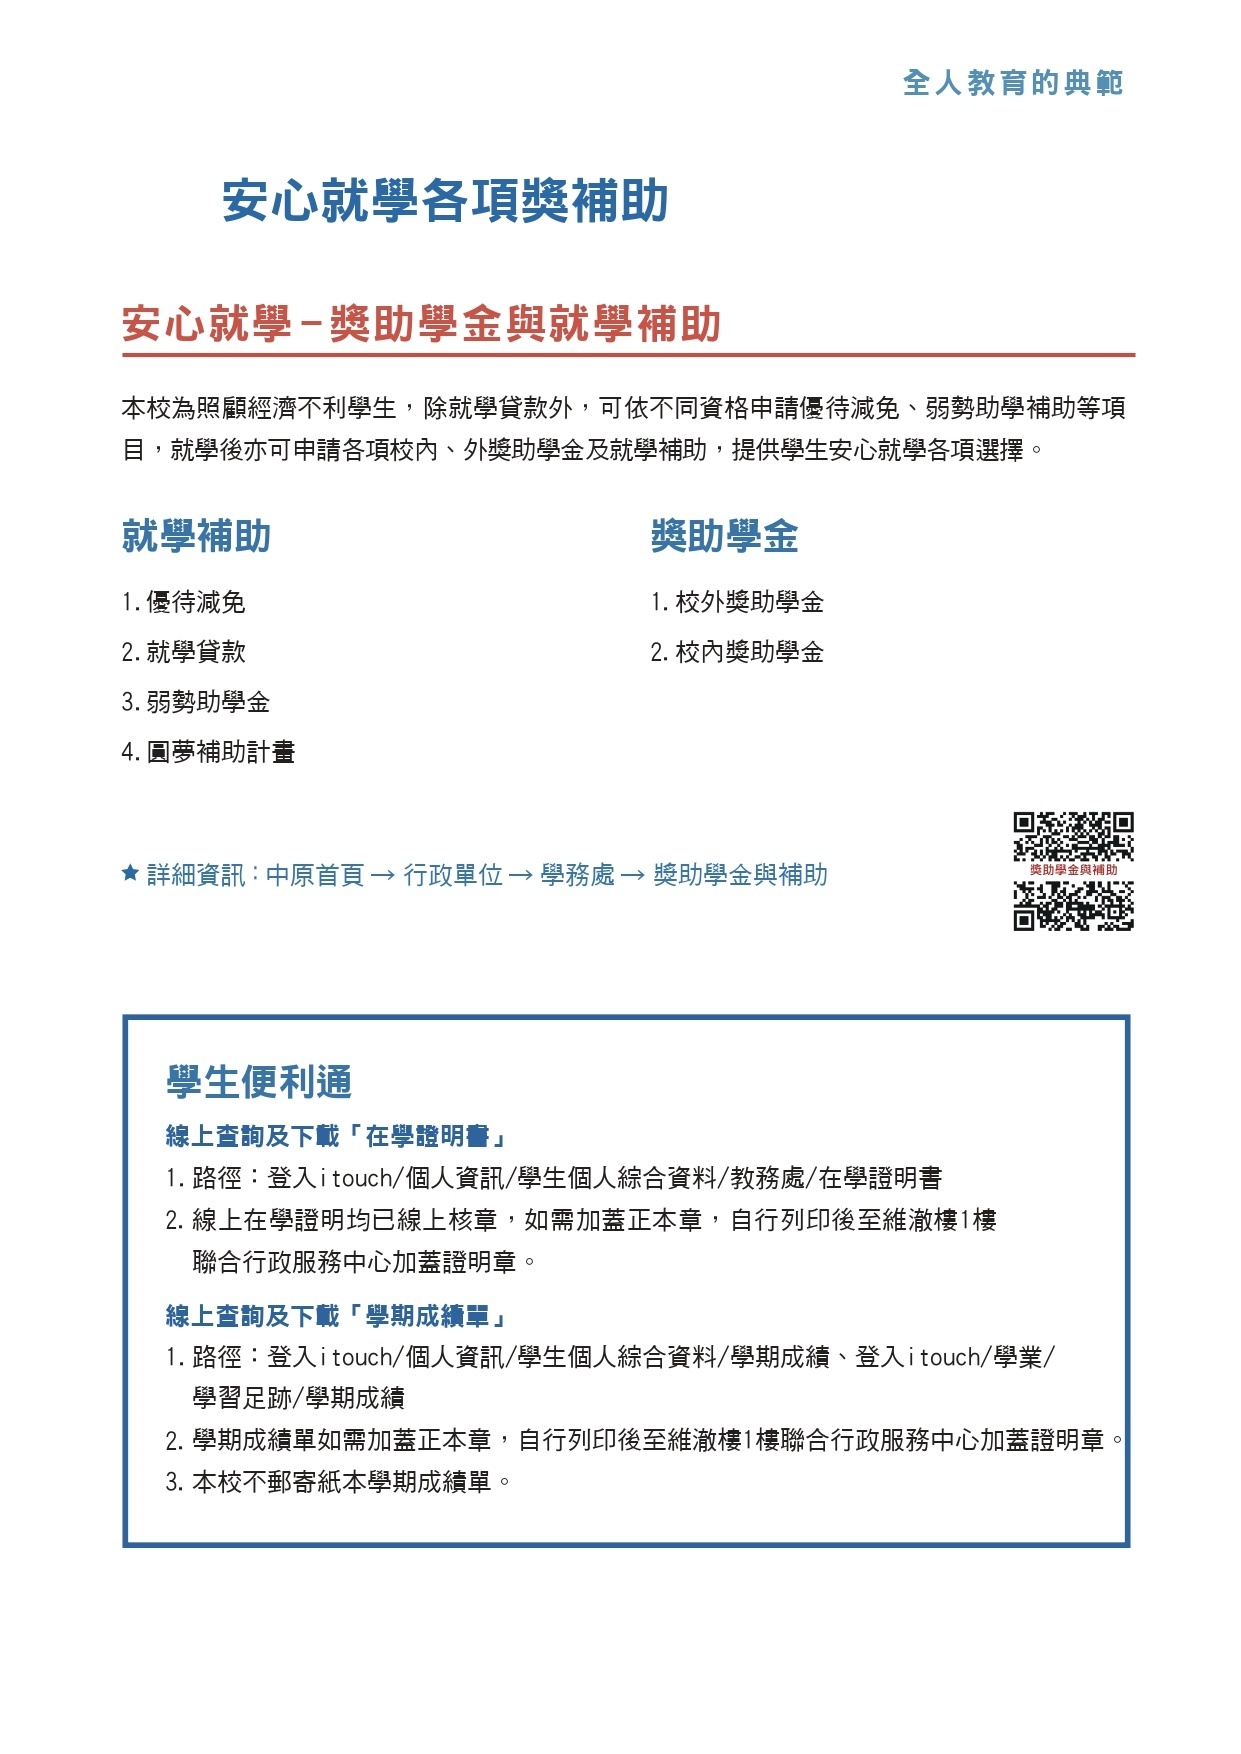 全人教育的典範
安心就學各項獎補助
安心就學－獎助學金與就學補助
本校為照顧經濟不利學生，除就學貸款外，可依不同資格申請優待減免、弱勢助學補助等項
目，就學後亦可申請各項校內、外獎助學金及就學補助，提供學生安心就學各項選擇。
就學補助
1. 優待減免
2. 就學貸款
3. 弱勢助學金
4. 圓夢補助計畫
獎助學金
1. 校外獎助學金
2. 校內獎助學金
★ 詳細資訊：中原首頁 → 行政單位 → 學務處 → 獎助學金與補助
獎助學金與補助
學生便利通
線上查詢及下載「在學證明書」
1. 路徑：登入itouch/個人資訊/學生個人綜合資料/教務處/在學證明書
2. 線上在學證明均已線上核章，如需加蓋正本章，自行列印後至維澈樓1樓
聯合行政服務中心加蓋證明章。
線上查詢及下載「學期成績單」
1. 路徑：登入itouch/個人資訊/學生個人綜合資料/學期成績、登入itouch/學業/
學習足跡/學期成績
2. 學期成績單如需加蓋正本章，自行列印後至維澈樓1樓聯合行政服務中心加蓋證明章。
3. 本校不郵寄紙本學期成績單。